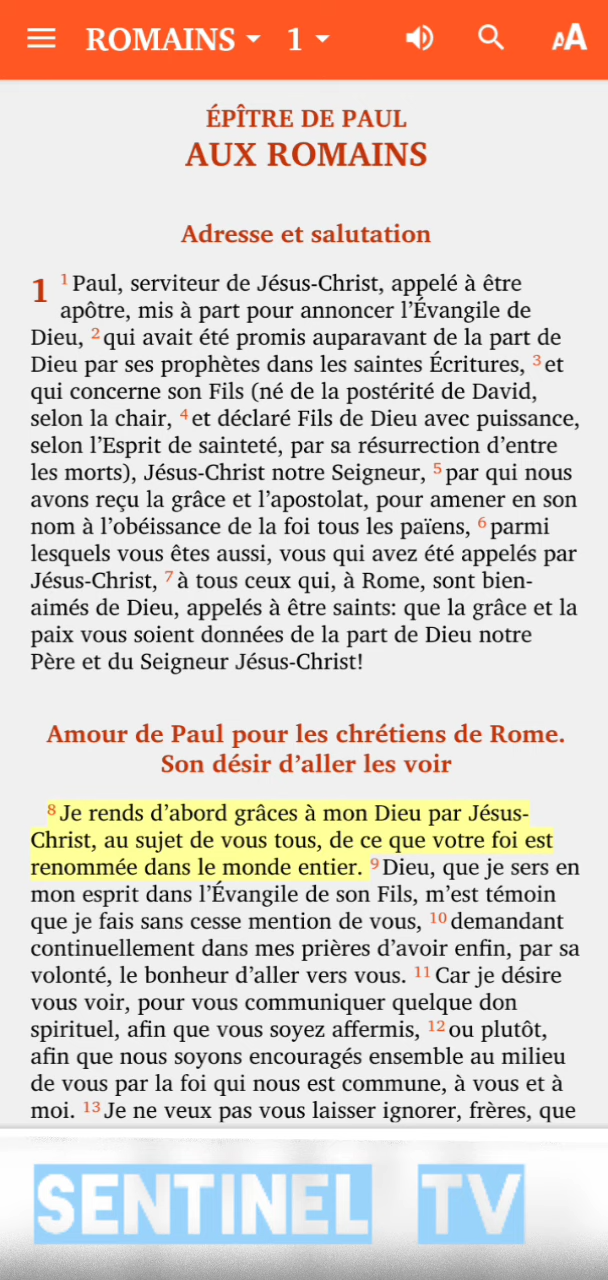 ROMAINS 1 AA
ÉPÎTRE DE PAUL
AUX ROMAINS
Adresse et salutation
1 1 Paul, serviteur de Jésus-Christ, appelé à être
apôtre, mis à part pour annoncer l’Évangile de
Dieu, 2 qui avait été promis auparavant de la part de
Dieu par ses prophètes dans les saintes Écritures, 3 et
qui concerne son Fils (né de la postérité de David,
selon la chair, 4 et déclaré Fils de Dieu avec puissance,
selon l’Esprit de sainteté, par sa résurrection d’entre
les morts), Jésus-Christ notre Seigneur, 5 par qui nous
avons reçu la grâce et l’apostolat, pour amener en son
nom à l’obéissance de la foi tous les païens, 6 parmi
lesquels vous êtes aussi, vous qui avez été appelés par
Jésus-Christ, 7 à tous ceux qui, à Rome, sont bien-
aimés de Dieu, appelés à être saints: que la grâce et la
paix vous soient données de la part de Dieu notre
Père et du Seigneur Jésus-Christ!
Amour de Paul pour les chrétiens de Rome.
Son désir d’aller les voir
8 Je rends d’abord grâces à mon Dieu par Jésus-
Christ, au sujet de vous tous, de ce que votre foi est
renommée dans le monde entier. 9 Dieu, que je sers en
mon esprit dans l’Évangile de son Fils, m’est témoin
que je fais sans cesse mention de vous, 10 demandant
continuellement dans mes prières d’avoir enfin, par sa
volonté, le bonheur d’aller vers vous. 11 Car je désire
vous voir, pour vous communiquer quelque don
spirituel, afin que vous soyez affermis, 12 ou plutôt,
afin que nous soyons encouragés ensemble au milieu
de vous par la foi qui nous est commune, à vous et à
moi. 13 Je ne veux pas vous laisser ignorer, frères, que
SENTINEL TV